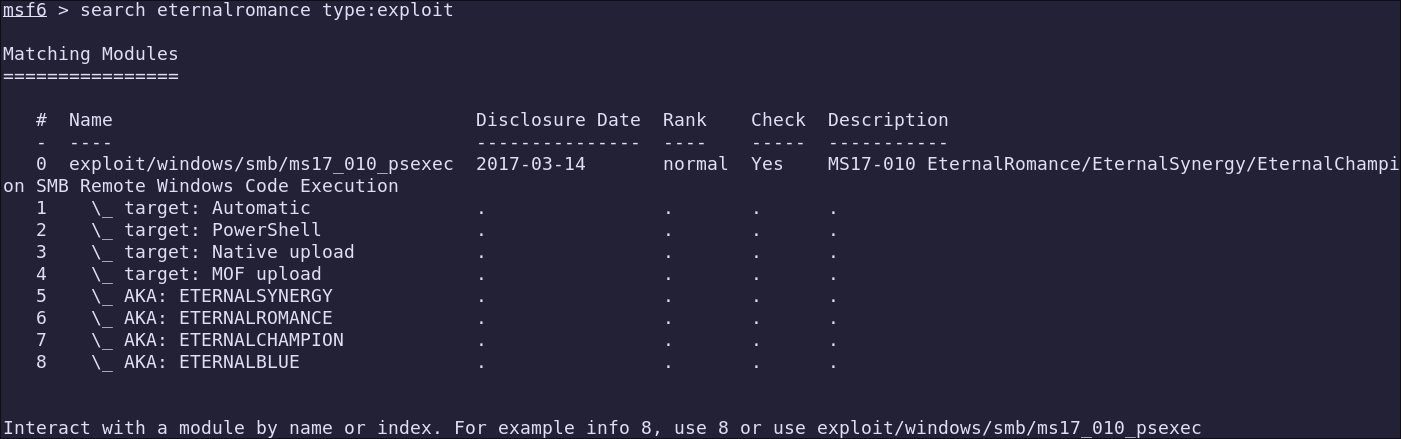 msf6 > search eternalromance type:exploit
Matching Modules
================
#  Name                                  Disclosure Date  Rank    Check  Description
-  ----                                  ---------------  ----    -----  -----------
0  exploit/windows/smb/ms17_010_psexec  2017-03-14       normal  Yes    MS17-010 EternalRomance/EternalSynergy/EternalChampi
on SMB Remote Windows Code Execution
1    \_ target: Automatic               .                .       .      .
2    \_ target: PowerShell              .                .       .      .
3    \_ target: Native upload           .                .       .      .
4    \_ target: MOF upload              .                .       .      .
5    \_ AKA: ETERNALSYNERGY             .                .       .      .
6    \_ AKA: ETERNALROMANCE             .                .       .      .
7    \_ AKA: ETERNALCHAMPION            .                .       .      .
8    \_ AKA: ETERNALBLUE                .                .       .      .
Interact with a module by name or index. For example info 8, use 8 or use exploit/windows/smb/ms17_010_psexec